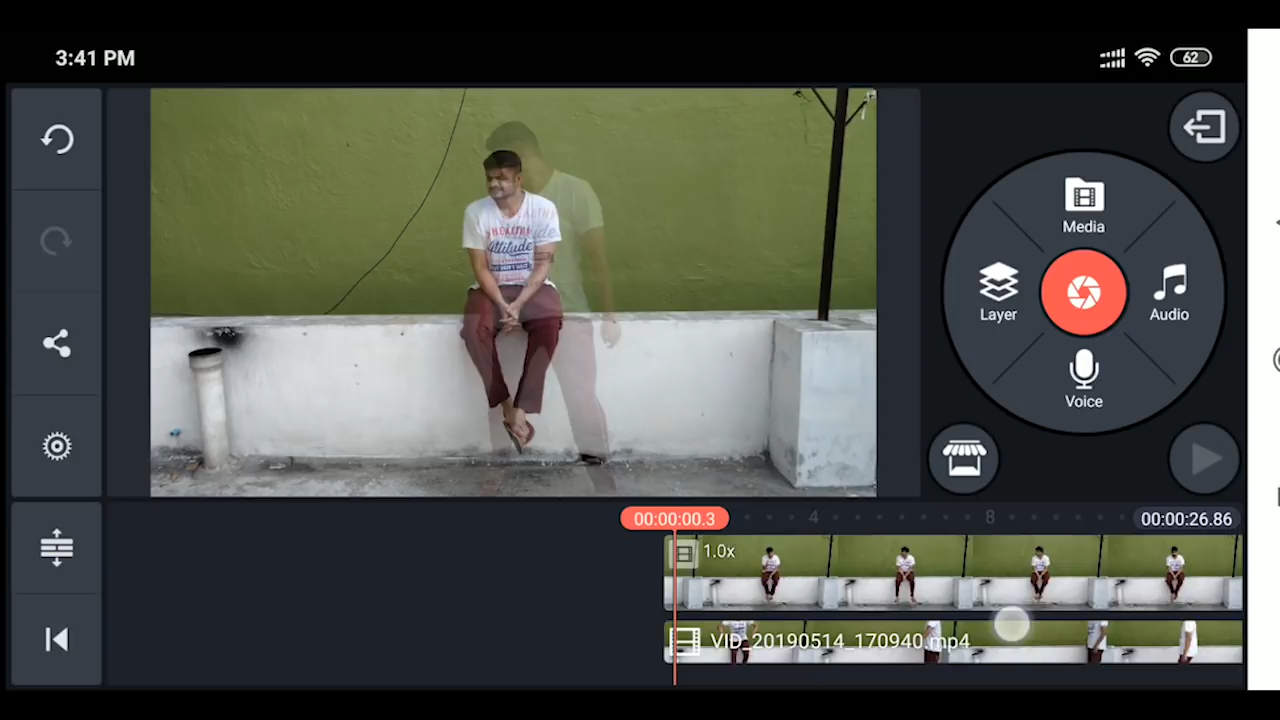 3:41 PM
62
Media
Layer
Audio
Voice
Attitude
00:00:00.3
4
8
00:00:26.86
1.0x
VID_20190514_170940.mp4